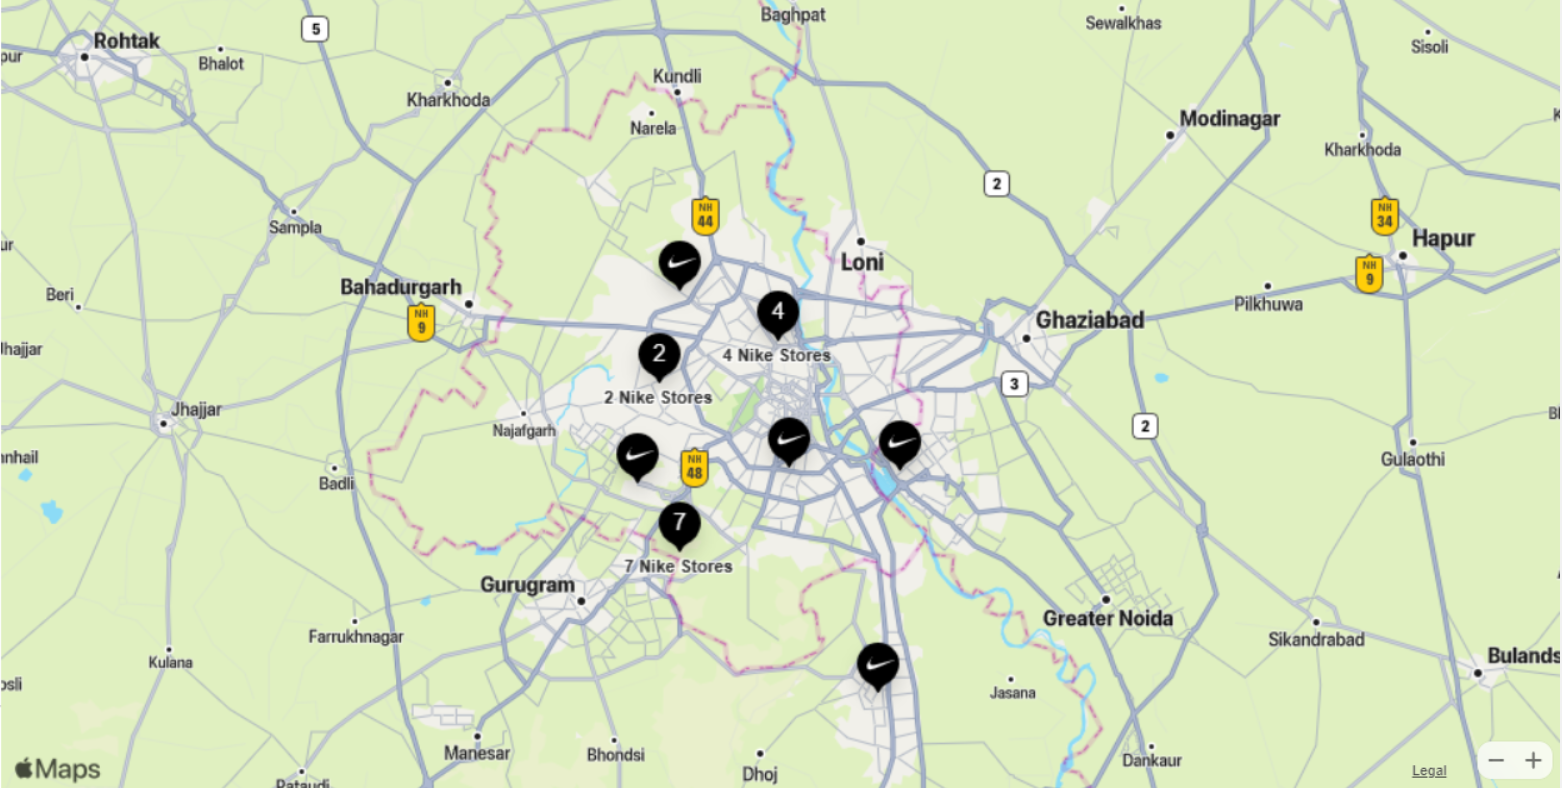 Baghpat
Sewalkhas
5
Rohtak
Sisoli
pur
Bhalot
Kundli
Kharkhoda
Modinagar
Narela
Kharkhoda
2
NH
44
NH
34
Sampla
Hapur
ur
Loni
NH
9
Bahadurgarh
Beri
Pilkhuwa
NH
9
4
Ghaziabad
Jhajjar
2
4 Nike Stores
3
2 Nike Stores
Jhajjar
2
Najafgarh
nnhail
NH
48
Gulaothi
Badli
7
7 Nike Stores
Gurugram
Greater Noida
Farrukhnagar
Sikandrabad
Kulana
Bulands
osli
Jasana
Manesar
Bhondsi
Dankaur
Maps
Dhoj
Legal
− +
Pataudi